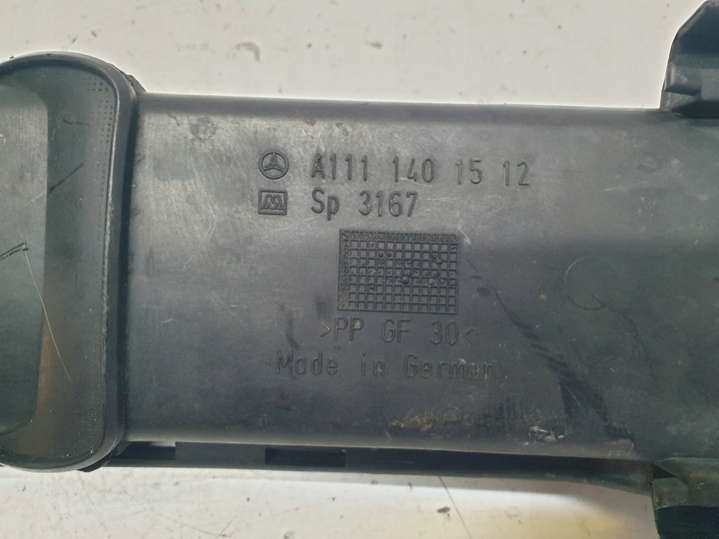 A111 140 15 12
M Sp 3167
>PP GF 30<
Made in Germany